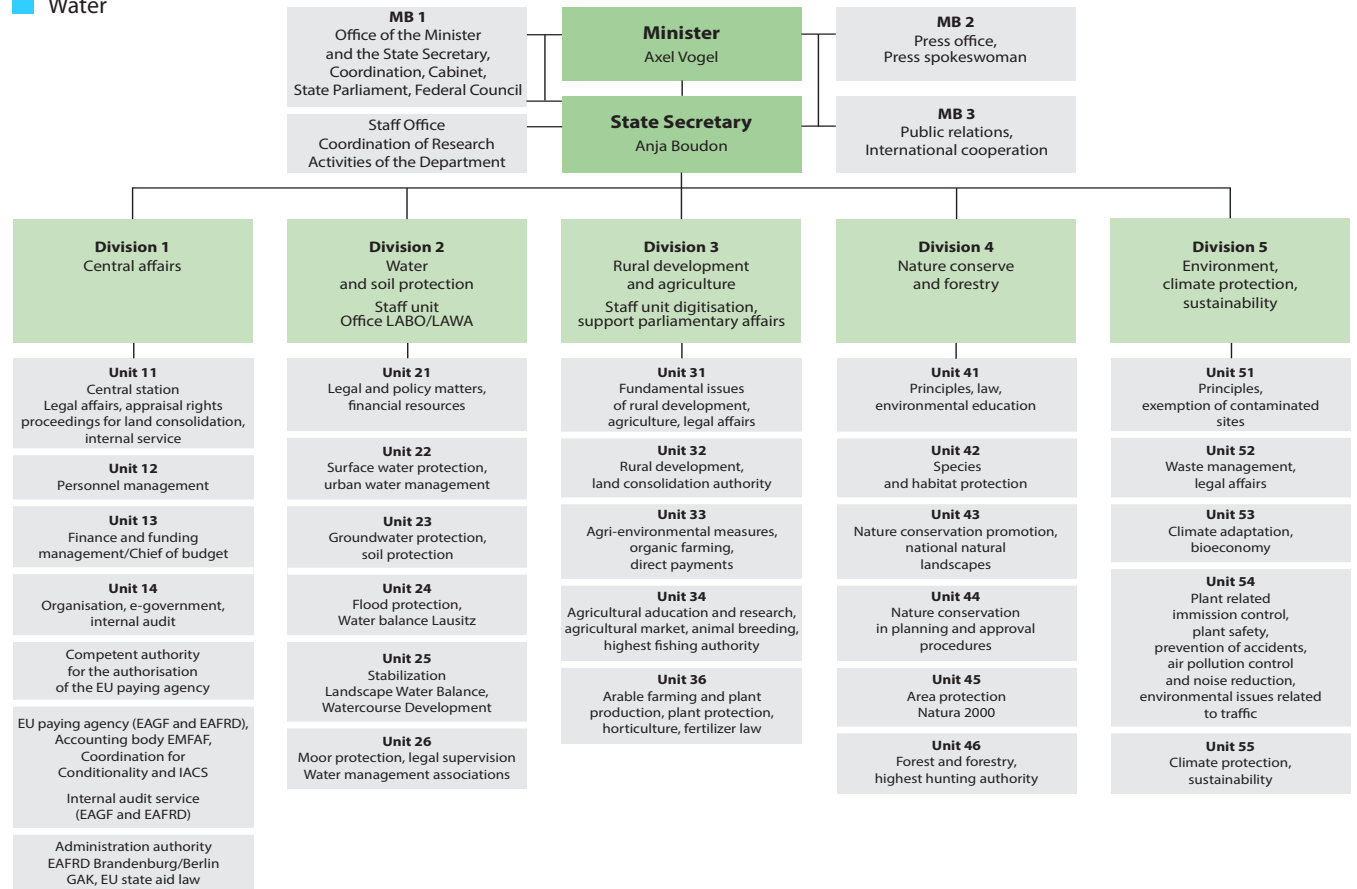 Water
MB 1
Office of the Minister
and the State Secretary,
Coordination, Cabinet,
State Parliament, Federal Council
Staff Office
Coordination of Research
Activities of the Department
Minister
Axel Vogel
State Secretary
Anja Boudon
MB 2
Press office,
Press spokeswoman
MB 3
Public relations,
International cooperation
Division 1
Central affairs
Unit 11
Central station
Legal affairs, appraisal rights
proceedings for land consolidation,
internal service
Unit 12
Personnel management
Unit 13
Finance and funding
management/Chief of budget
Unit 14
Organisation, e-government,
internal audit
Competent authority
for the authorisation
of the EU paying agency
EU paying agency (EAGF and EAFRD),
Accounting body EMFAF,
Coordination for
Conditionality and IACS
Internal audit service
(EAGF and EAFRD)
Administration authority
EAFRD Brandenburg/Berlin
GAK, EU state aid law
Division 2
Water
and soil protection
Staff unit
Office LABO/LAWA
Unit 21
Legal and policy matters,
financial resources
Unit 22
Surface water protection,
urban water management
Unit 23
Groundwater protection,
soil protection
Unit 24
Flood protection,
Water balance Lausitz
Unit 25
Stabilization
Landscape Water Balance,
Watercourse Development
Unit 26
Moor protection, legal supervision
Water management associations
Division 3
Rural development
and agriculture
Staff unit digitisation,
support parliamentary affairs
Unit 31
Fundamental issues
of rural development,
agriculture, legal affairs
Unit 32
Rural development,
land consolidation authority
Unit 33
Agri-environmental measures,
organic farming,
direct payments
Unit 34
Agricultural aducation and research,
agricultural market, animal breeding,
highest fishing authority
Unit 36
Arable farming and plant
production, plant protection,
horticulture, fertilizer law
Division 4
Nature conserve
and forestry
Unit 41
Principles, law,
environmental education
Unit 42
Species
and habitat protection
Unit 43
Nature conservation promotion,
national natural
landscapes
Unit 44
Nature conservation
in planning and approval
procedures
Unit 45
Area protection
Natura 2000
Unit 46
Forest and forestry,
highest hunting authority
Division 5
Environment,
climate protection,
sustainability
Unit 51
Principles,
exemption of contaminated
sites
Unit 52
Waste management,
legal affairs
Unit 53
Climate adaptation,
bioeconomy
Unit 54
Plant related
immission control,
plant safety,
prevention of accidents,
air pollution control
and noise reduction,
environmental issues related
to traffic
Unit 55
Climate protection,
sustainability